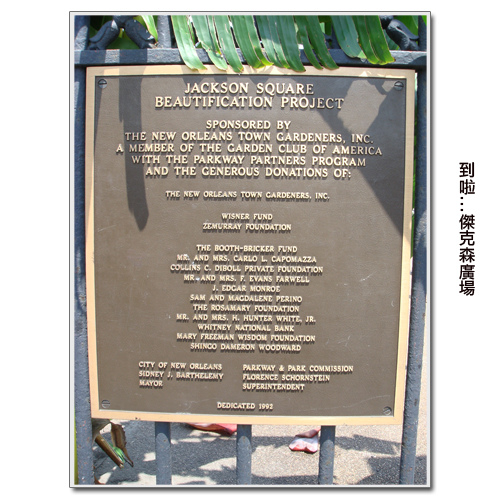 JACKSON SQUARE
BEAUTIFICATION PROJECT
SPONSORED BY
THE NEW ORLEANS TOWN GARDENERS, INC.
A MEMBER OF THE GARDEN CLUB OF AMERICA
WITH THE PARKWAY PARTNERS PROGRAM
AND THE GENEROUS DONATIONS OF:
THE NEW ORLEANS TOWN GARDENERS, INC.
WISNER FUND
ZEMURRAY FOUNDATION
THE BOOTH-BRICKER FUND
MR. AND MRS. CARLO L. CAPOMAZZA
COLLINS C. DIBOLL PRIVATE FOUNDATION
MR. AND MRS. F. EVANS FARWELL
J. EDGAR MONROE
SAM AND MAGDALENE PERINO
THE ROSAMARY FOUNDATION
MR. AND MRS. H. HUNTER WHITE, JR.
WHITNEY NATIONAL BANK
MARY FREEMAN WISDOM FOUNDATION
SHINGO DAMERON WOODWARD
CITY OF NEW ORLEANS
SIDNEY J. BARTHELEMY
MAYOR
PARKWAY & PARK COMMISSION
FLORENCE SCHORNSTEIN
SUPERINTENDENT
DEDICATED 1992
到啦...傑克森廣場